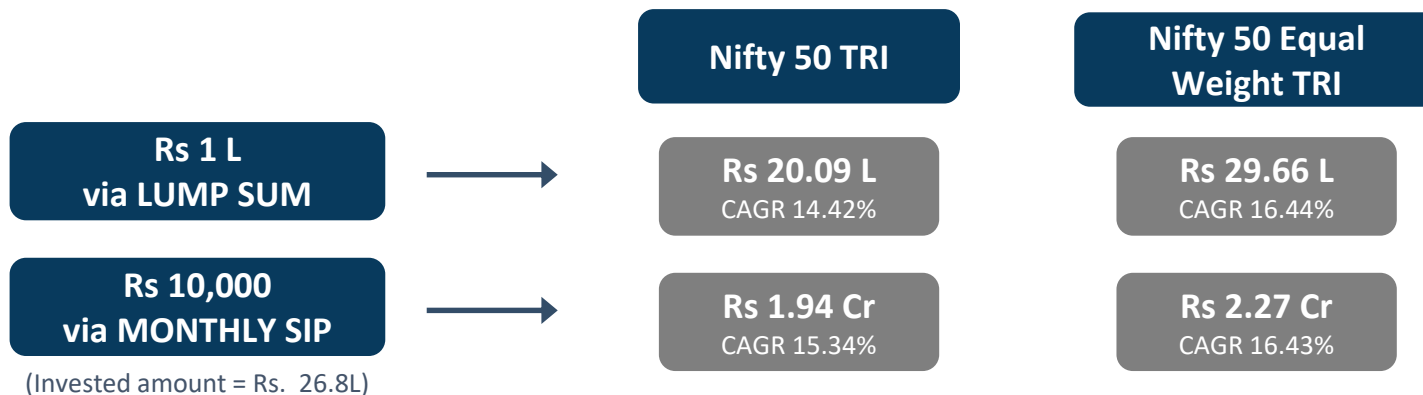 Nifty 50 TRI
Nifty 50 Equal
Weight TRI
Rs 1 L
via LUMP SUM
Rs 20.09 L
CAGR 14.42%
Rs 29.66 L
CAGR 16.44%
Rs 10,000
via MONTHLY SIP
Rs 1.94 Cr
CAGR 15.34%
Rs 2.27 Cr
CAGR 16.43%
(Invested amount = Rs. 26.8L)